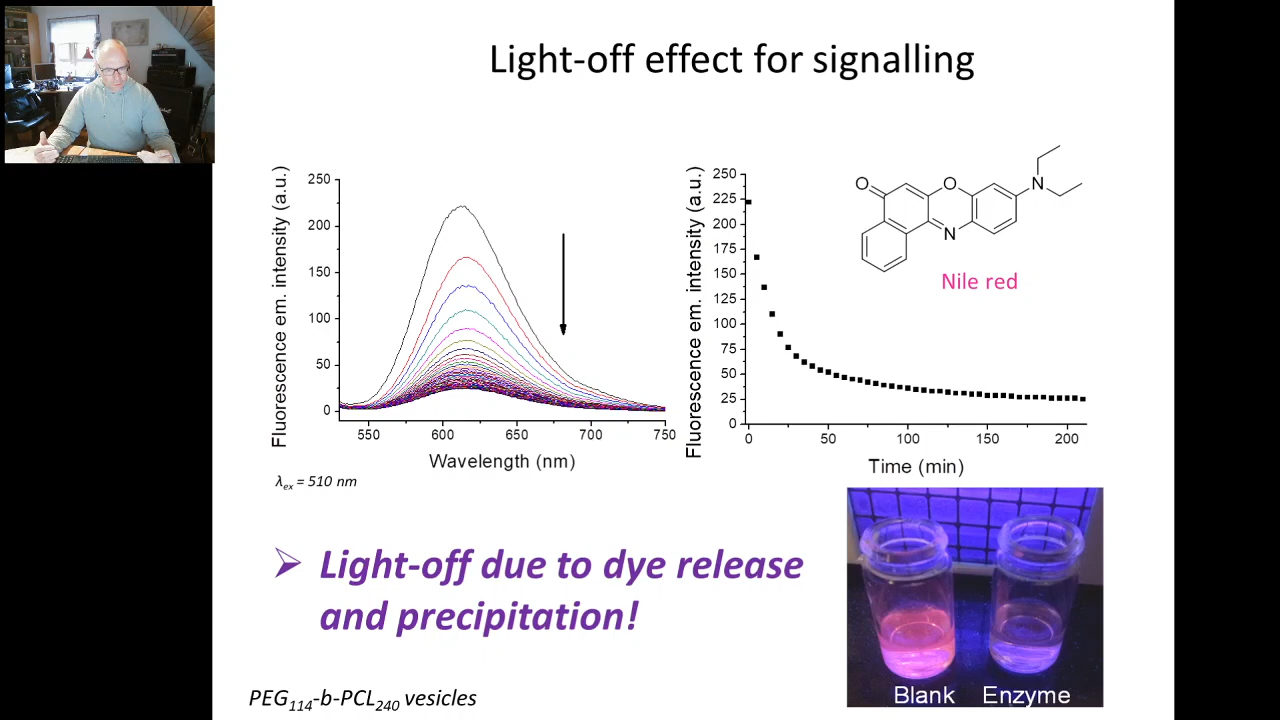 Light-off effect for signalling
Fluorescence em. intensity (a.u.)
250
200
150
100
50
0
550
600
650
700
750
Wavelength (nm)
λex = 510 nm
Fluorescence em. intensity (a.u.)
250
225
200
175
150
125
100
75
50
25
0
0
50
100
150
200
Time (min)
O
O
N
N
Nile red
➢ Light-off due to dye release
and precipitation!
Blank
Enzyme
PEG114-b-PCL240 vesicles